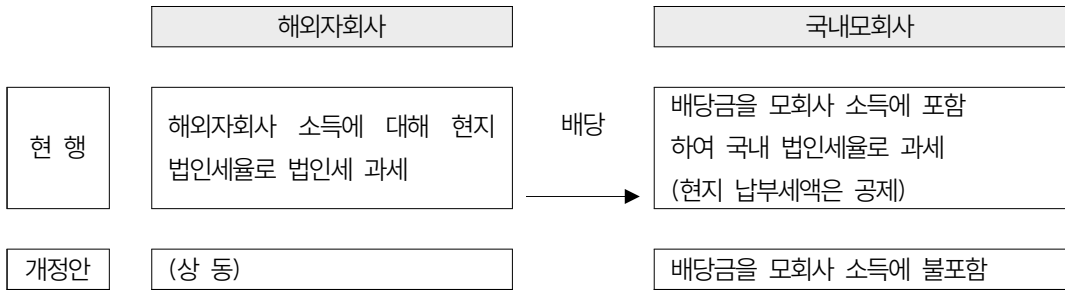 해외자회사
국내모회사
현 행
해외자회사 소득에 대해 현지
법인세율로 법인세 과세
배당
배당금을 모회사 소득에 포함
하여 국내 법인세율로 과세
(현지 납부세액은 공제)
개정안
(상 동)
배당금을 모회사 소득에 불포함